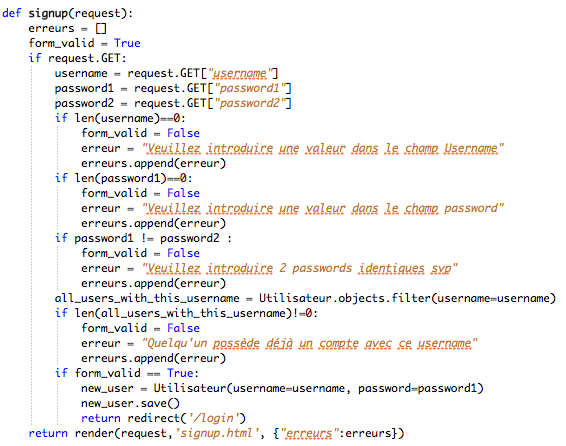 def signup(request):
    erreurs = []
    form_valid = True
    if request.GET:
        username = request.GET["username"]
        password1 = request.GET["password1"]
        password2 = request.GET["password2"]
        if len(username)==0:
            form_valid = False
            erreur = "Veuillez introduire une valeur dans le champ Username"
            erreurs.append(erreur)
        if len(password1)==0:
            form_valid = False
            erreur = "Veuillez introduire une valeur dans le champ password"
            erreurs.append(erreur)
        if password1 != password2 :
            form_valid = False
            erreur = "Veuillez introduire 2 passwords identiques svp"
            erreurs.append(erreur)
        all_users_with_this_username = Utilisateur.objects.filter(username=username)
        if len(all_users_with_this_username)!=0:
            form_valid = False
            erreur = "Quelqu'un possède déjà un compte avec ce username"
            erreurs.append(erreur)
        if form_valid == True:
            new_user = Utilisateur(username=username, password=password1)
            new_user.save()
            return redirect('/login')
    return render(request,'signup.html', {"erreurs":erreurs})